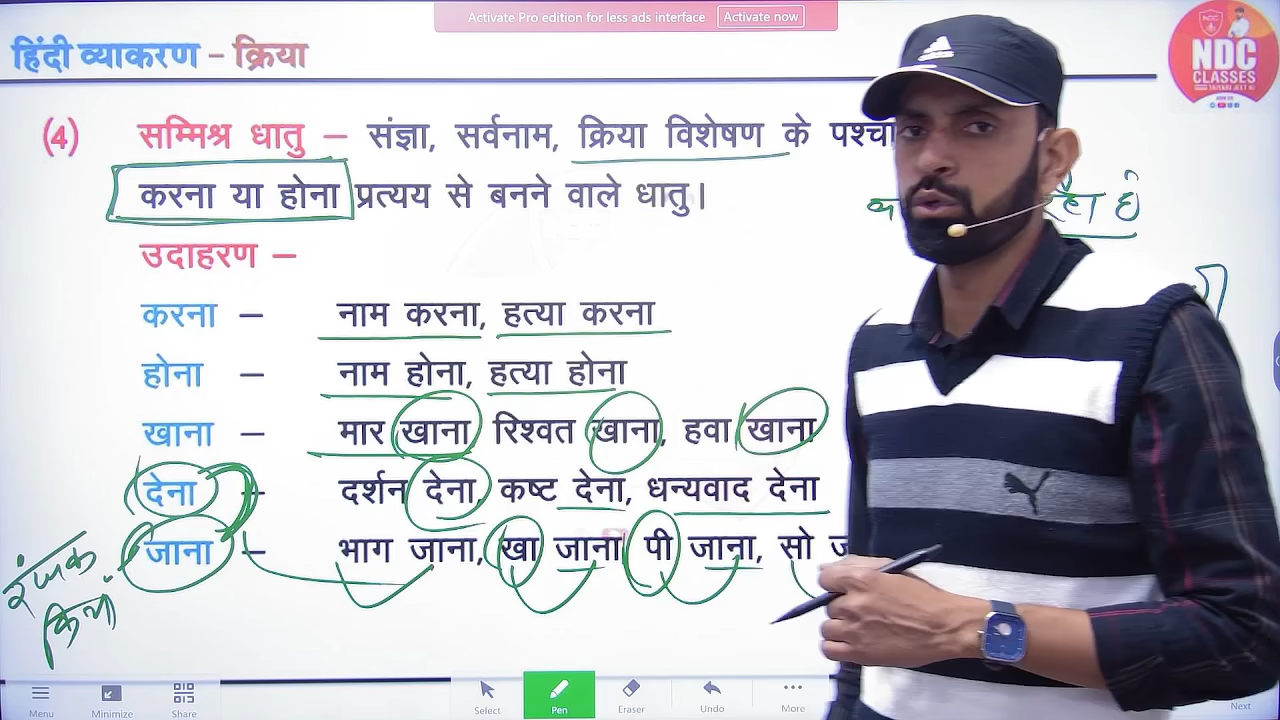 Activate Pro edition for less ads interface Activate now
हिंदी व्याकरण – क्रिया
NDC
CLASSES
(4) सम्मिश्र धातु – संज्ञा, सर्वनाम, क्रिया विशेषण के
करना या होना प्रत्यय से बनने वाले धातु।
उदाहरण –
करना – नाम करना, हत्या करना
होना – नाम होना, हत्या होना
खाना – मार खाना, रिश्वत खाना, हवा खाना
देना – दर्शन देना, कष्ट देना, धन्यवाद देना
जाना – भाग जाना, खा जाना, पी जाना, सो
रंजक
क्रिया
Menu Minimize Share Select Pen Eraser Undo More Next